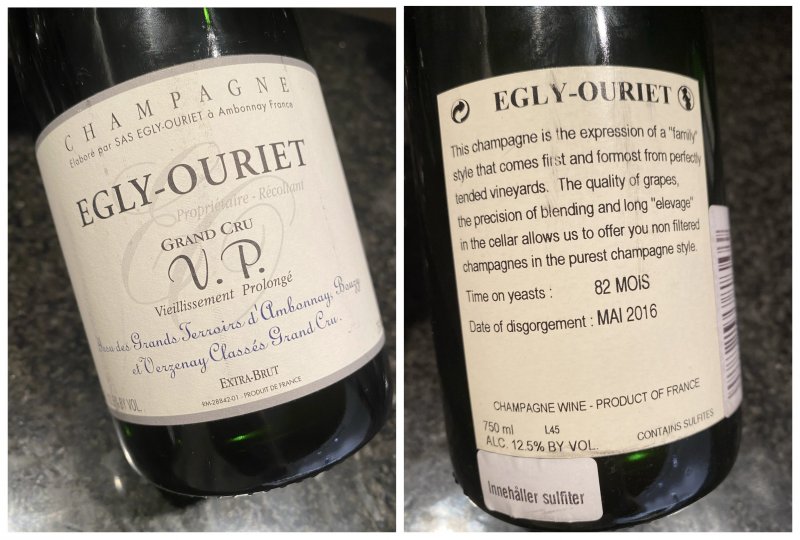 CHAMPAGNE
Elaboré par SAS EGLY-OURIET à Ambonnay France
EGLY-OURIET
Propriétaire - Récoltant
GRAND CRU
V.P.
Vieillissement Prolongé
Issu des Grands Terroirs d'Ambonnay, Bouzy
et Verzenay Classés Grand Cru.
EXTRA-BRUT
RM-28842-01 - PRODUIT DE FRANCE
BY VOL.
EGLY-OURIET
This champagne is the expression of a "family"
style that comes first and formost from perfectly
tended vineyards. The quality of grapes,
the precision of blending and long "elevage"
in the cellar allows us to offer you non filtered
champagnes in the purest champagne style.
Time on yeasts : 82 MOIS
Date of disgorgement : MAI 2016
CHAMPAGNE WINE - PRODUCT OF FRANCE
750 ml L45
ALC. 12.5% BY VOL. CONTAINS SULFITES
Innehåller sulfiter